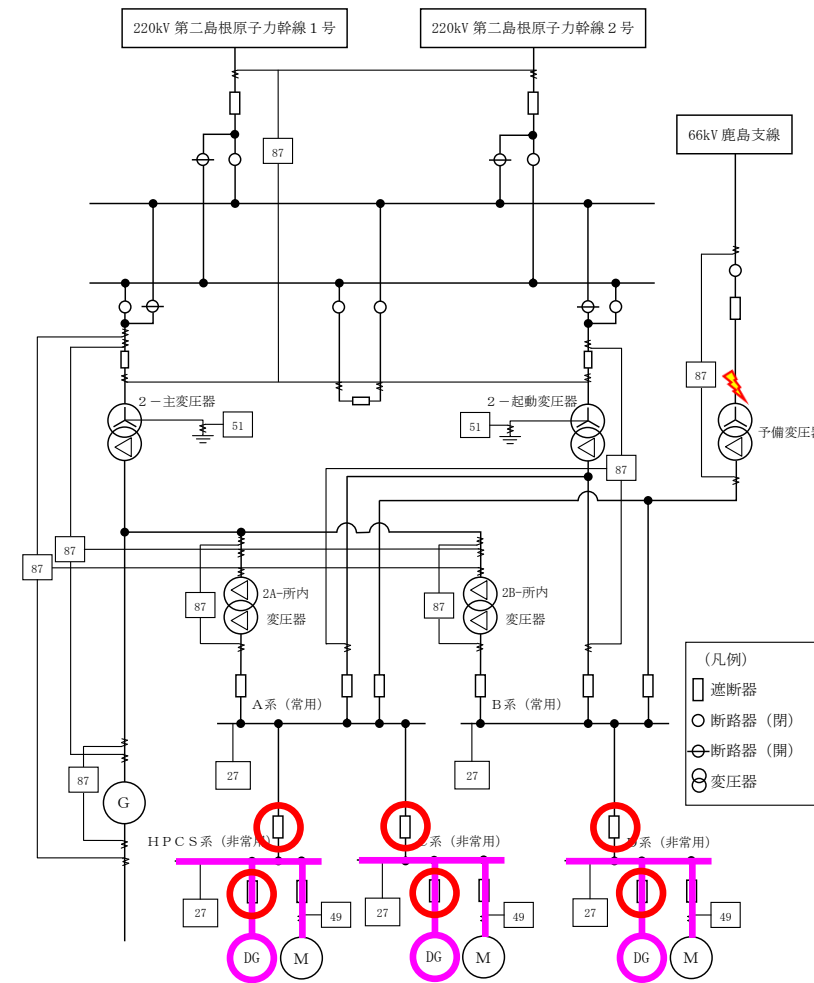 220kV 第二島根原子力幹線1号
220kV 第二島根原子力幹線2号
66kV 鹿島支線
87
87
2-主変圧器
51
2-起動変圧器
51
予備変圧器
87
87
87
2A-所内
変圧器
87
2B-所内
変圧器
87
A系(常用)
B系(常用)
27
27
(凡例)
遮断器
断路器(閉)
断路器(開)
変圧器
87
G
HPCS系(非常用)
系(非常用)
系(非常用)
27
49
27
49
27
49
DG
M
DG
M
DG
M